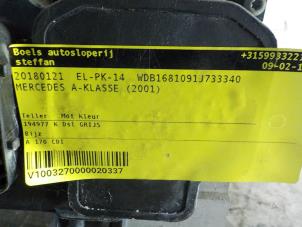 Boels autosloperij
steffan
+3159933227
09-02-1
20180121 EL-PK-14 WDB1681091J733340
MERCEDES A-KLASSE (2001)
Teller Mot Kleur
194977 K Dsl GRIJS
Bijz
A 170 CDI
V1003270000020337